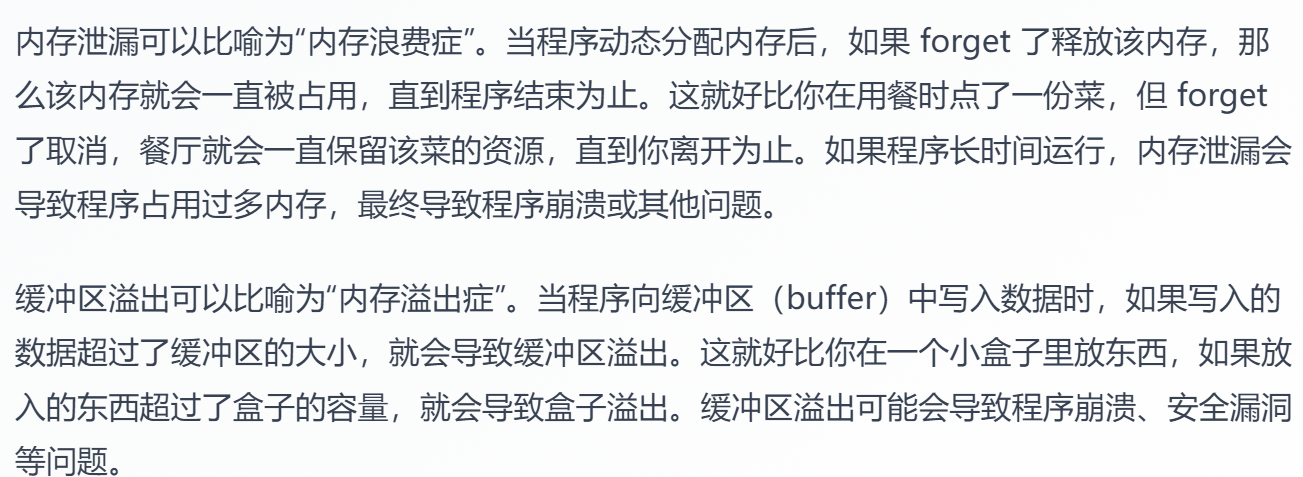 内存泄漏可以比喻为“内存浪费症”。当程序动态分配内存后，如果 forget 了释放该内存，那
么该内存就会一直被占用，直到程序结束为止。这就好比你在用餐时点了一份菜，但 forget
了取消，餐厅就会一直保留该菜的资源，直到你离开为止。如果程序长时间运行，内存泄漏会
导致程序占用过多内存，最终导致程序崩溃或其他问题。
缓冲区溢出可以比喻为“内存溢出症”。当程序向缓冲区（buffer）中写入数据时，如果写入的
数据超过了缓冲区的大小，就会导致缓冲区溢出。这就好比你在一个小盒子里放东西，如果放
入的东西超过了盒子的容量，就会导致盒子溢出。缓冲区溢出可能会导致程序崩溃、安全漏洞
等问题。